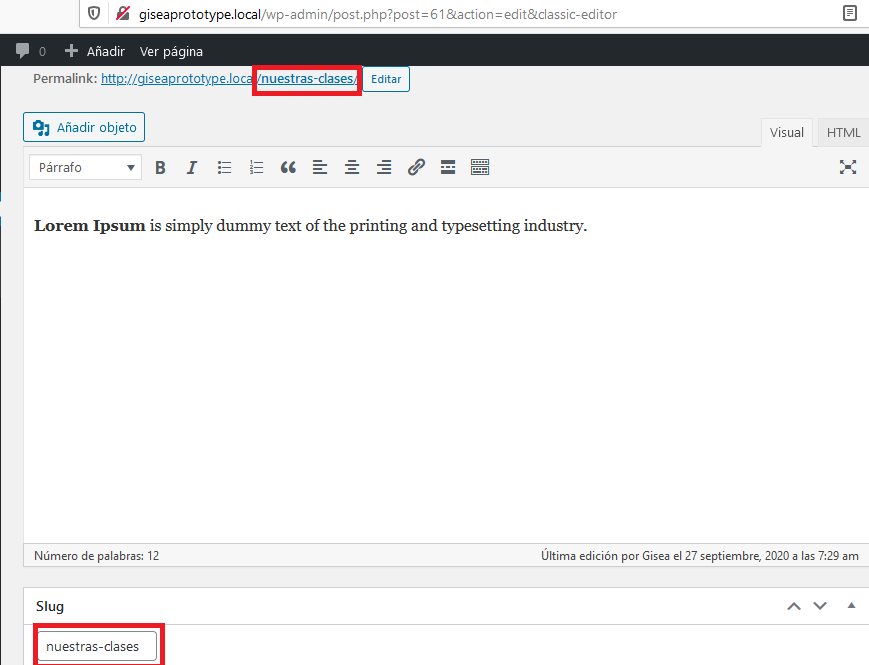 giseaprototype.local/wp-admin/post.php?post=61&action=edit&classic-editor
0 Añadir Ver página
Permalink: http://giseaprototype.local/nuestras-clases/ Editar
Añadir objeto
Visual HTML
Párrafo B I
Lorem Ipsum is simply dummy text of the printing and typesetting industry.
Número de palabras: 12 Última edición por Gisea el 27 septiembre, 2020 a las 7:29 am
Slug
nuestras-clases